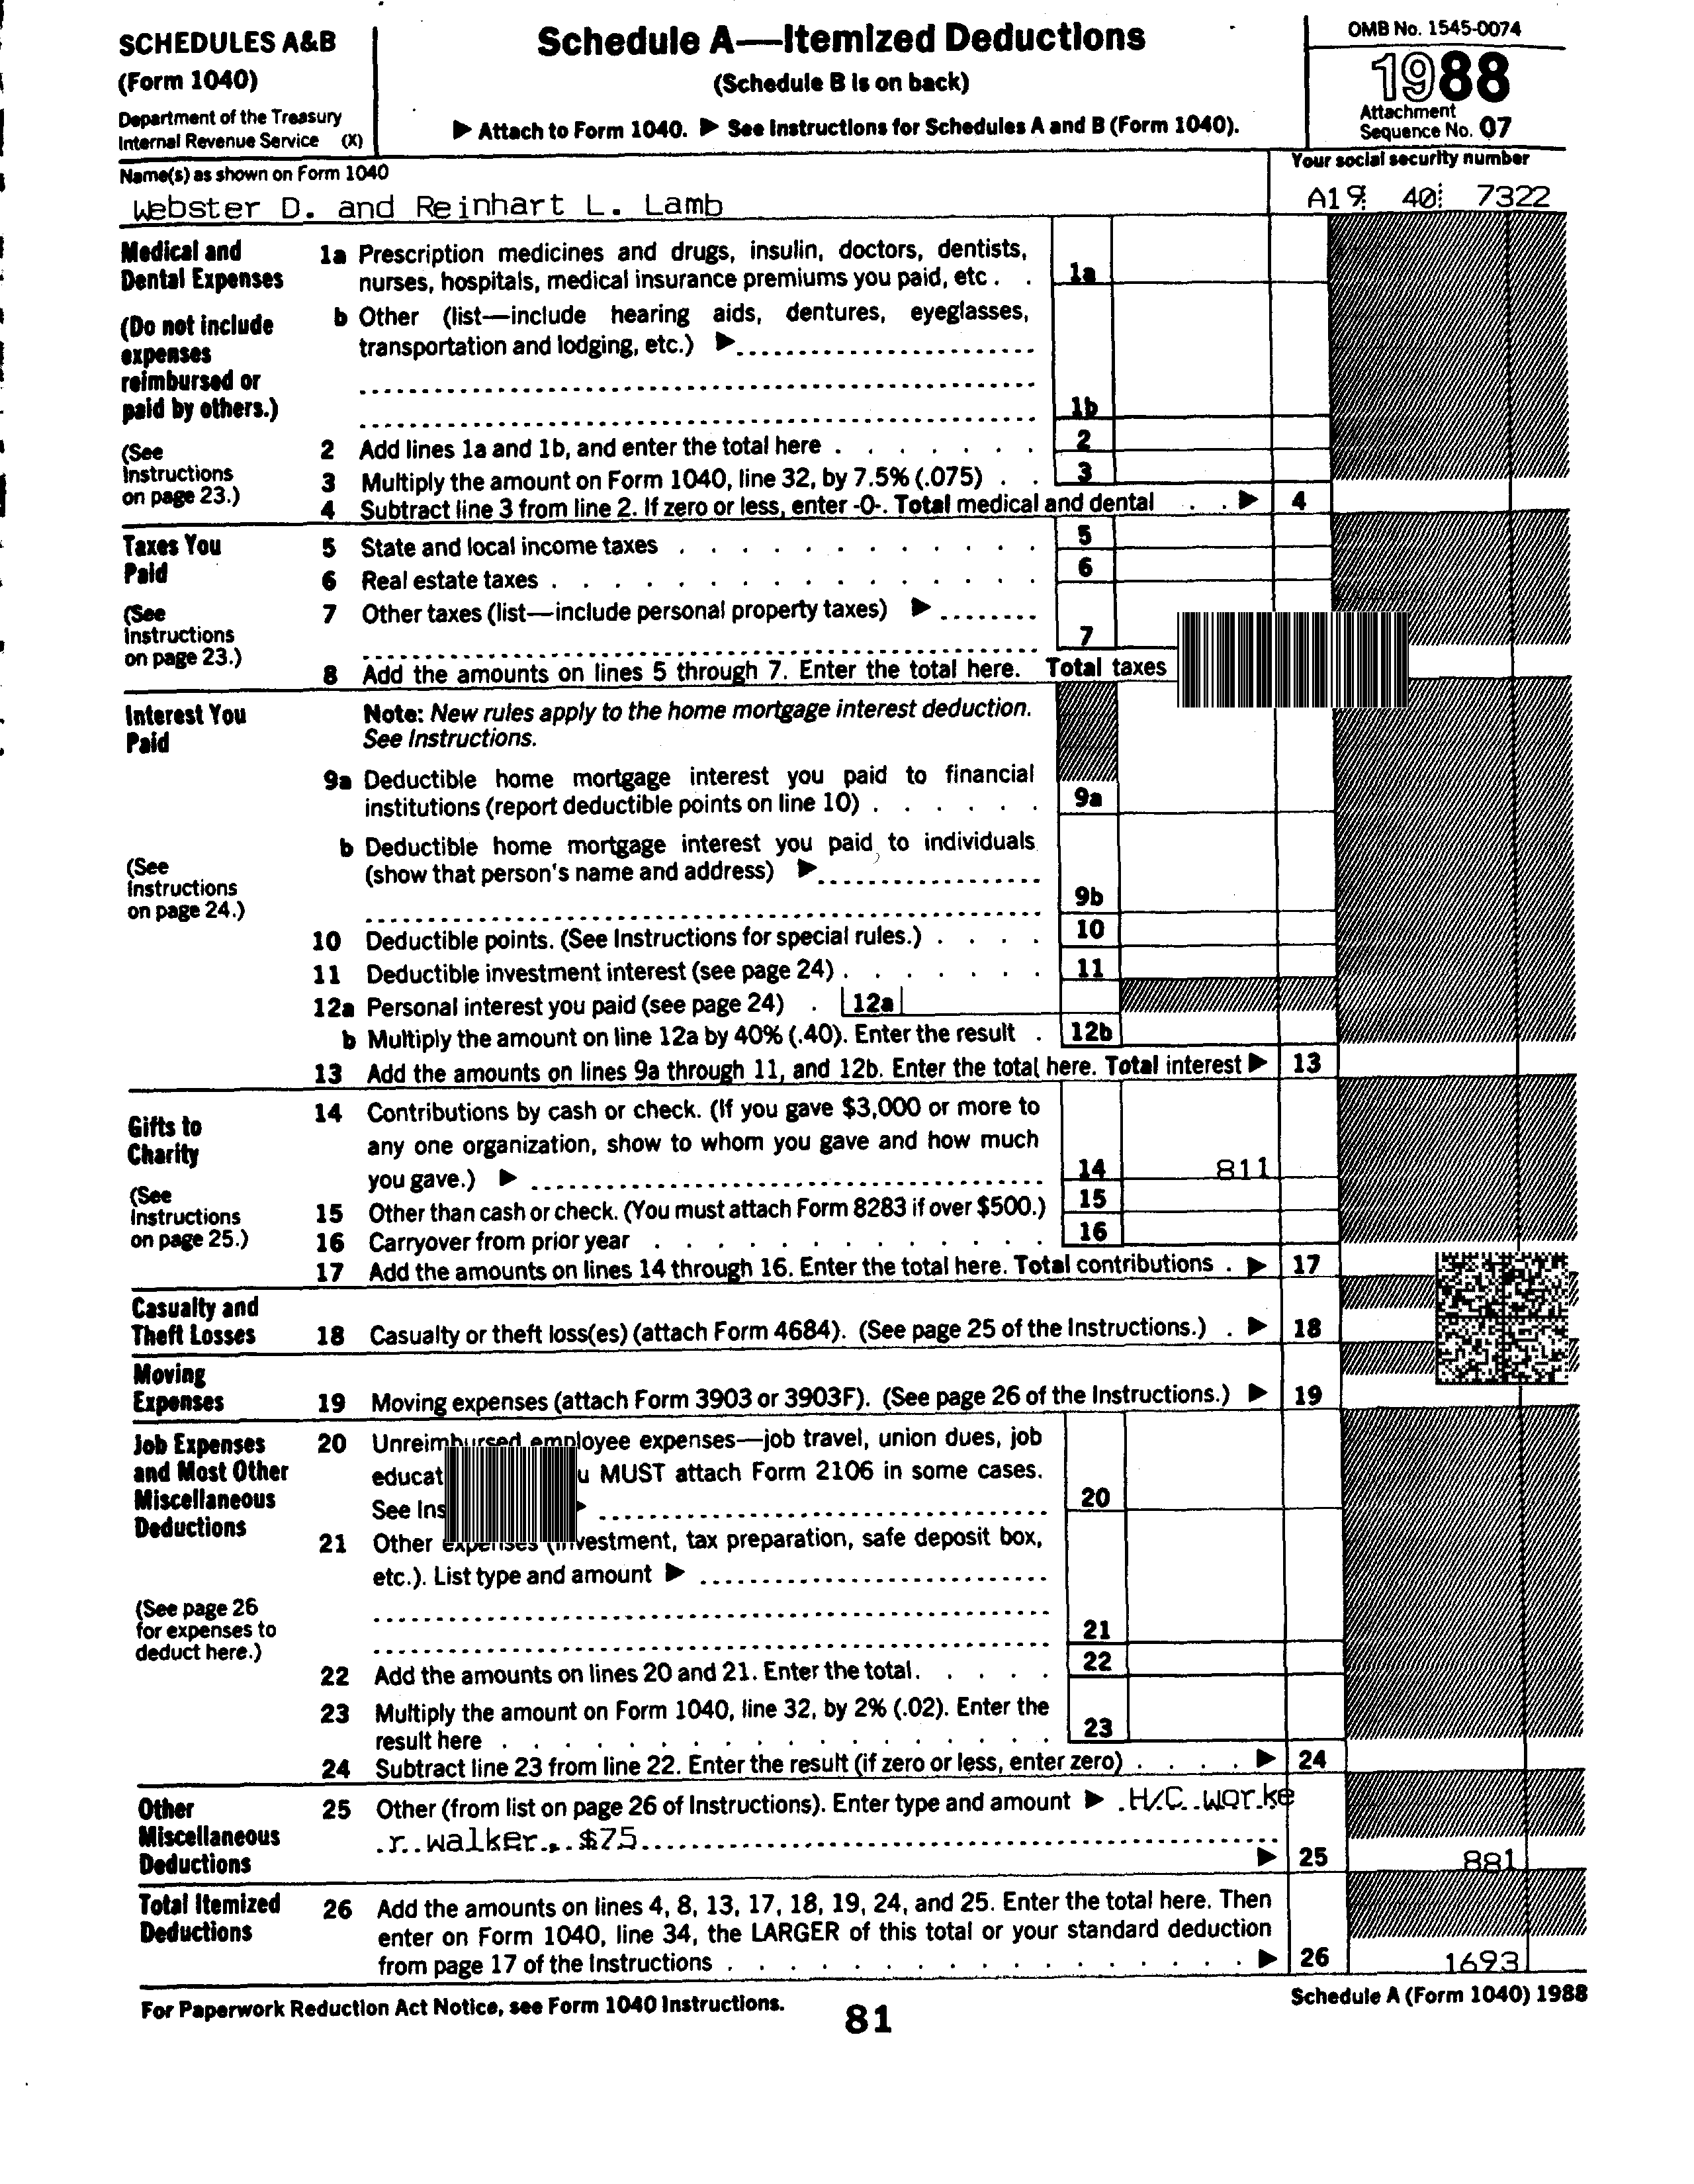 SCHEDULES A&B
(Form 1040)
Department of the Treasury
Internal Revenue Service (X)
Schedule A—Itemized Deductions
(Schedule B is on back)
▶ Attach to Form 1040. ▶ See Instructions for Schedules A and B (Form 1040).
OMB No. 1545-0074
1988
Attachment
Sequence No. 07
Name(s) as shown on Form 1040
Webster D. and Reinhart L. Lamb
Your social security number
A19 40 7322
Medical and
Dental Expenses
(Do not include
expenses
reimbursed or
paid by others.)
(See
Instructions
on page 23.)
1a Prescription medicines and drugs, insulin, doctors, dentists,
nurses, hospitals, medical insurance premiums you paid, etc . . 1a
b Other (list—include hearing aids, dentures, eyeglasses,
transportation and lodging, etc.) ▶
1b
2 Add lines 1a and 1b, and enter the total here . . . . . . . 2
3 Multiply the amount on Form 1040, line 32, by 7.5% (.075) . . 3
4 Subtract line 3 from line 2. If zero or less, enter -0-. Total medical and dental . . ▶ 4
Taxes You
Paid
(See
Instructions
on page 23.)
5 State and local income taxes . . . . . . . . . . . . 5
6 Real estate taxes . . . . . . . . . . . . . . . . 6
7 Other taxes (list—include personal property taxes) ▶
7
8 Add the amounts on lines 5 through 7. Enter the total here. Total taxes
Interest You
Paid
(See
Instructions
on page 24.)
Note: New rules apply to the home mortgage interest deduction.
See Instructions.
9a Deductible home mortgage interest you paid to financial
institutions (report deductible points on line 10) . . . . . . 9a
b Deductible home mortgage interest you paid to individuals
(show that person's name and address) ▶
9b
10 Deductible points. (See Instructions for special rules.) . . . . 10
11 Deductible investment interest (see page 24) . . . . . . . 11
12a Personal interest you paid (see page 24) . 12a
b Multiply the amount on line 12a by 40% (.40). Enter the result . 12b
13 Add the amounts on lines 9a through 11, and 12b. Enter the total here. Total interest ▶ 13
Gifts to
Charity
(See
Instructions
on page 25.)
14 Contributions by cash or check. (If you gave $3,000 or more to
any one organization, show to whom you gave and how much
you gave.) ▶ 14 811
15 Other than cash or check. (You must attach Form 8283 if over $500.) 15
16 Carryover from prior year . . . . . . . . . . . . . 16
17 Add the amounts on lines 14 through 16. Enter the total here. Total contributions . ▶ 17
Casualty and
Theft Losses
18 Casualty or theft loss(es) (attach Form 4684). (See page 25 of the Instructions.) . ▶ 18
Moving
Expenses
19 Moving expenses (attach Form 3903 or 3903F). (See page 26 of the Instructions.) ▶ 19
Job Expenses
and Most Other
Miscellaneous
Deductions
(See page 26
for expenses to
deduct here.)
20 Unreimbursed employee expenses—job travel, union dues, job
educat u MUST attach Form 2106 in some cases.
See Ins 20
21 Other expenses (investment, tax preparation, safe deposit box,
etc.). List type and amount ▶
21
22 Add the amounts on lines 20 and 21. Enter the total. . . . . 22
23 Multiply the amount on Form 1040, line 32, by 2% (.02). Enter the
result here . . . . . . . . . . . . . . . . . . 23
24 Subtract line 23 from line 22. Enter the result (if zero or less, enter zero) . . . . ▶ 24
Other
Miscellaneous
Deductions
25 Other (from list on page 26 of Instructions). Enter type and amount ▶ H/C worke
r walker, $75
▶ 25 881
Total Itemized
Deductions
26 Add the amounts on lines 4, 8, 13, 17, 18, 19, 24, and 25. Enter the total here. Then
enter on Form 1040, line 34, the LARGER of this total or your standard deduction
from page 17 of the Instructions . . . . . . . . . . . . . . . . . ▶ 26 1693
For Paperwork Reduction Act Notice, see Form 1040 Instructions.
81
Schedule A (Form 1040) 1988